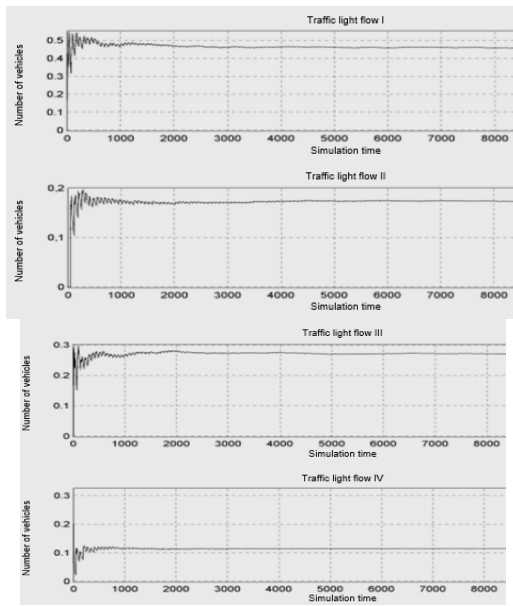 Traffic light flow I
Number of vehicles
0.5
0.4
0.3
0.2
0.1
0
0 1000 2000 3000 4000 5000 6000 7000 8000
Simulation time
Traffic light flow II
Number of vehicles
0,2
0,1
0
0 1000 2000 3000 4000 5000 6000 7000 8000
Simulation time
Traffic light flow III
Number of vehicles
0.3
0.2
0.1
0
0 1000 2000 3000 4000 5000 6000 7000 8000
Simulation time
Traffic light flow IV
Number of vehicles
0.3
0.2
0.1
0
0 1000 2000 3000 4000 5000 6000 7000 8000
Simulation time